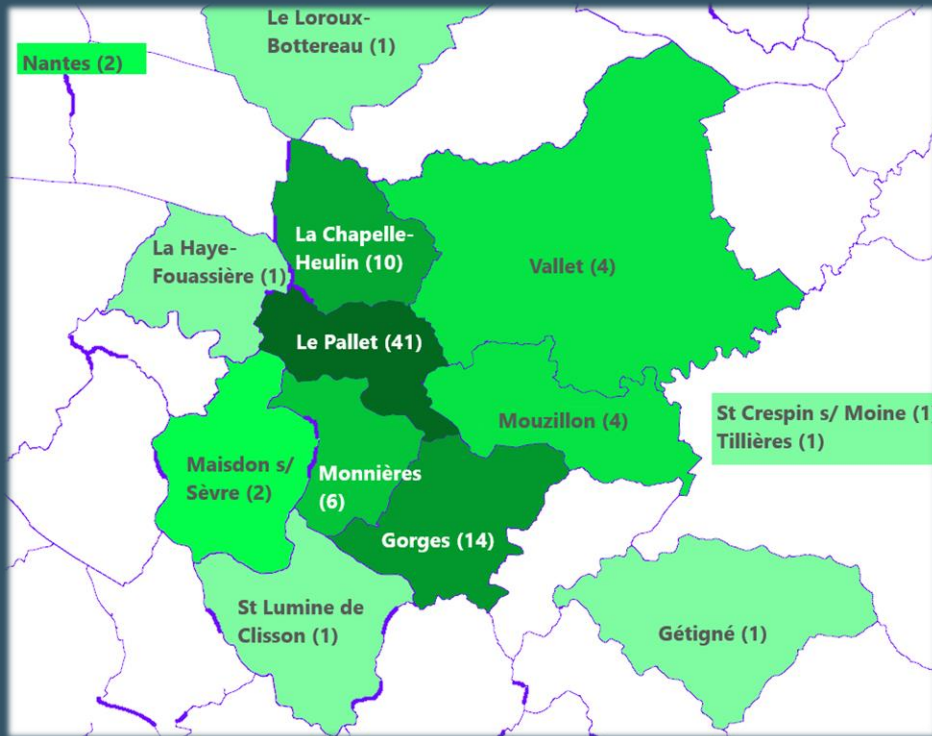 Le Loroux-
Bottereau (1)
Nantes (2)
La Chapelle-
Heulin (10)
La Haye-
Fouassière (1)
Vallet (4)
Le Pallet (41)
St Crespin s/ Moine (1
Tillières (1)
Mouzillon (4)
Maisdon s/
Sèvre (2)
Monnières
(6)
Gorges (14)
St Lumine de
Clisson (1)
Gétigné (1)